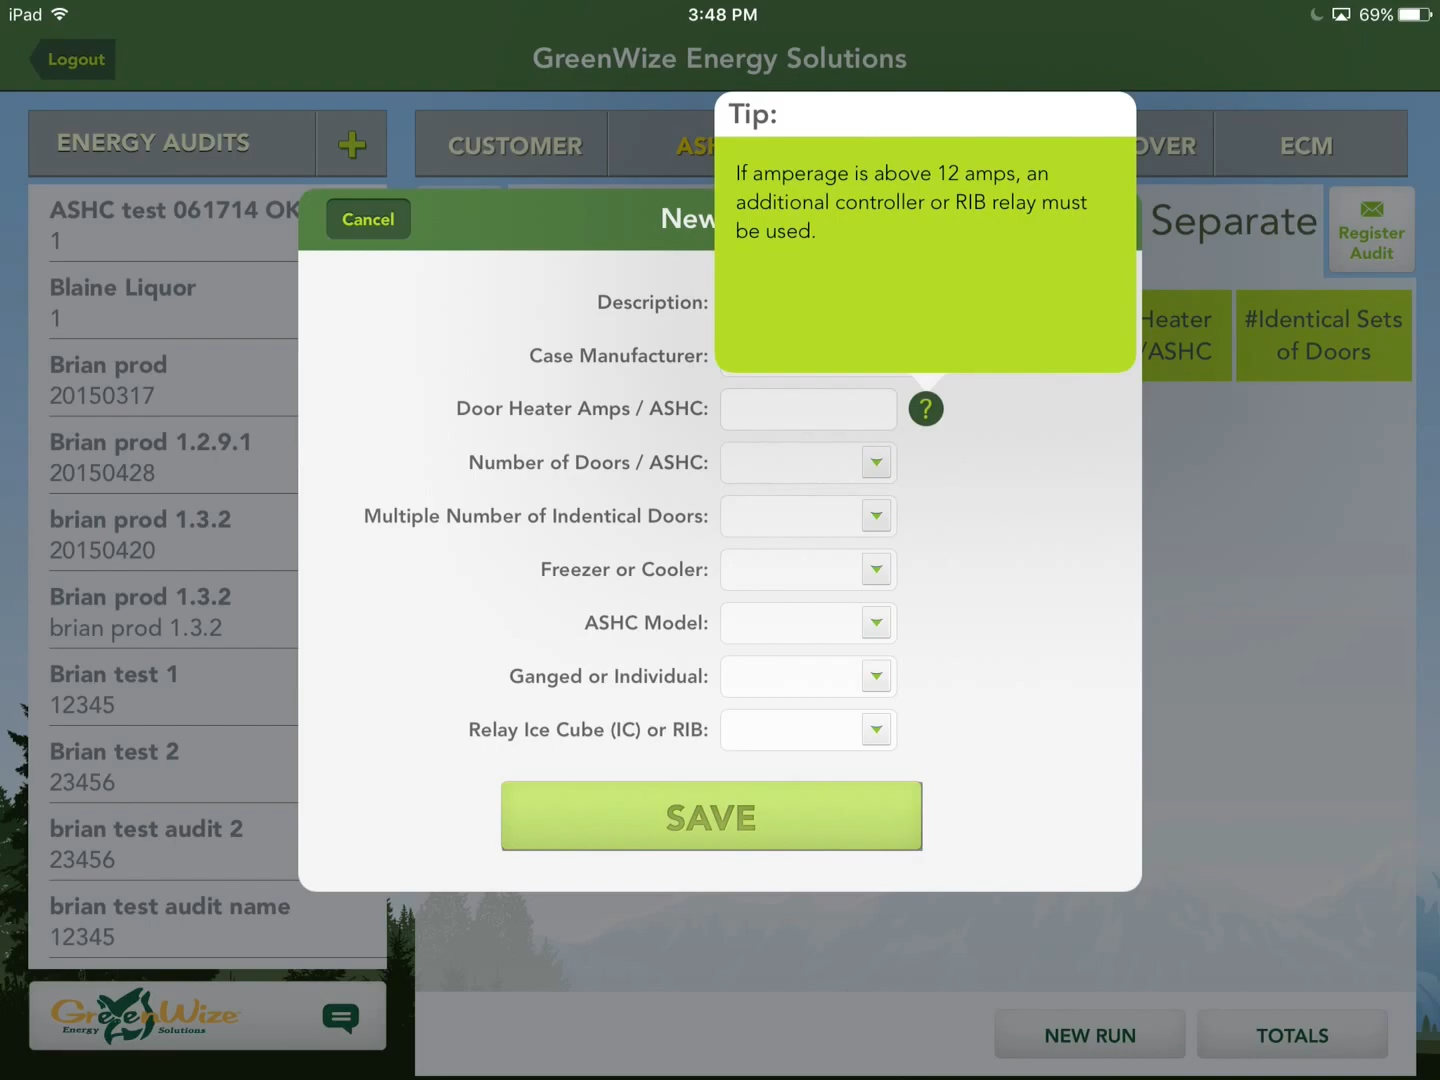 iPad
3:48 PM
69%
Logout
GreenWize Energy Solutions
ENERGY AUDITS
CUSTOMER
ECM
Tip:
If amperage is above 12 amps, an
additional controller or RIB relay must
be used.
Cancel
New
Separate
Register
Audit
Heater
/ASHC
#Identical Sets
of Doors
ASHC test 061714 OK
1
Blaine Liquor
1
Brian prod
20150317
Brian prod 1.2.9.1
20150428
brian prod 1.3.2
20150420
Brian prod 1.3.2
brian prod 1.3.2
Brian test 1
12345
Brian test 2
23456
brian test audit 2
23456
brian test audit name
12345
Description:
Case Manufacturer:
Door Heater Amps / ASHC:
?
Number of Doors / ASHC:
Multiple Number of Indentical Doors:
Freezer or Cooler:
ASHC Model:
Ganged or Individual:
Relay Ice Cube (IC) or RIB:
SAVE
GreenWize
Energy Solutions
NEW RUN
TOTALS